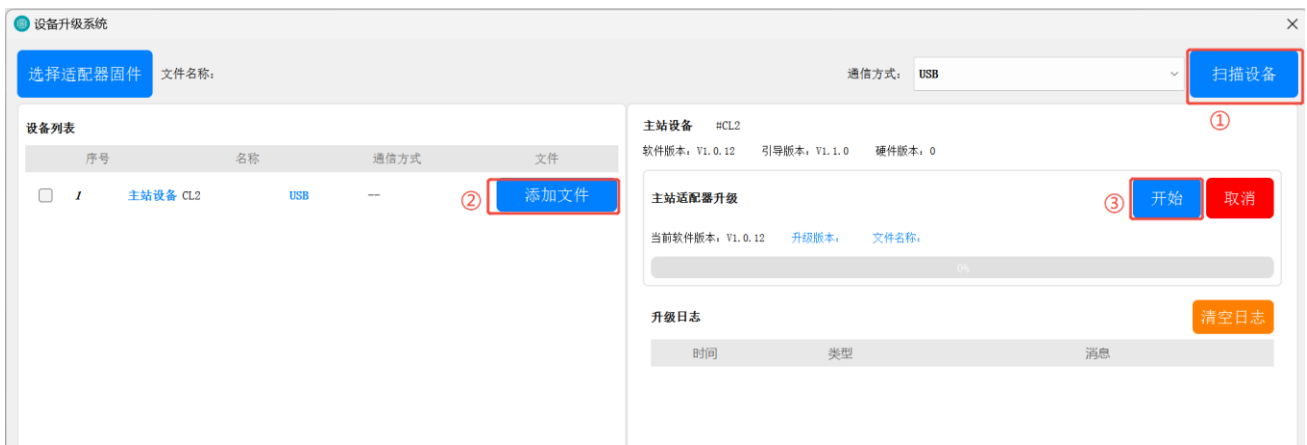 设备升级系统
选择适配器固件 文件名称: 通信方式: USB 扫描设备
①
设备列表
序号 名称 通信方式 文件
1 主站设备 CL2 USB -- ② 添加文件
主站设备 #CL2
软件版本: V1.0.12 引导版本: V1.1.0 硬件版本: 0
主站适配器升级 ③ 开始 取消
当前软件版本: V1.0.12 升级版本: 文件名称:
0%
升级日志 清空日志
时间 类型 消息